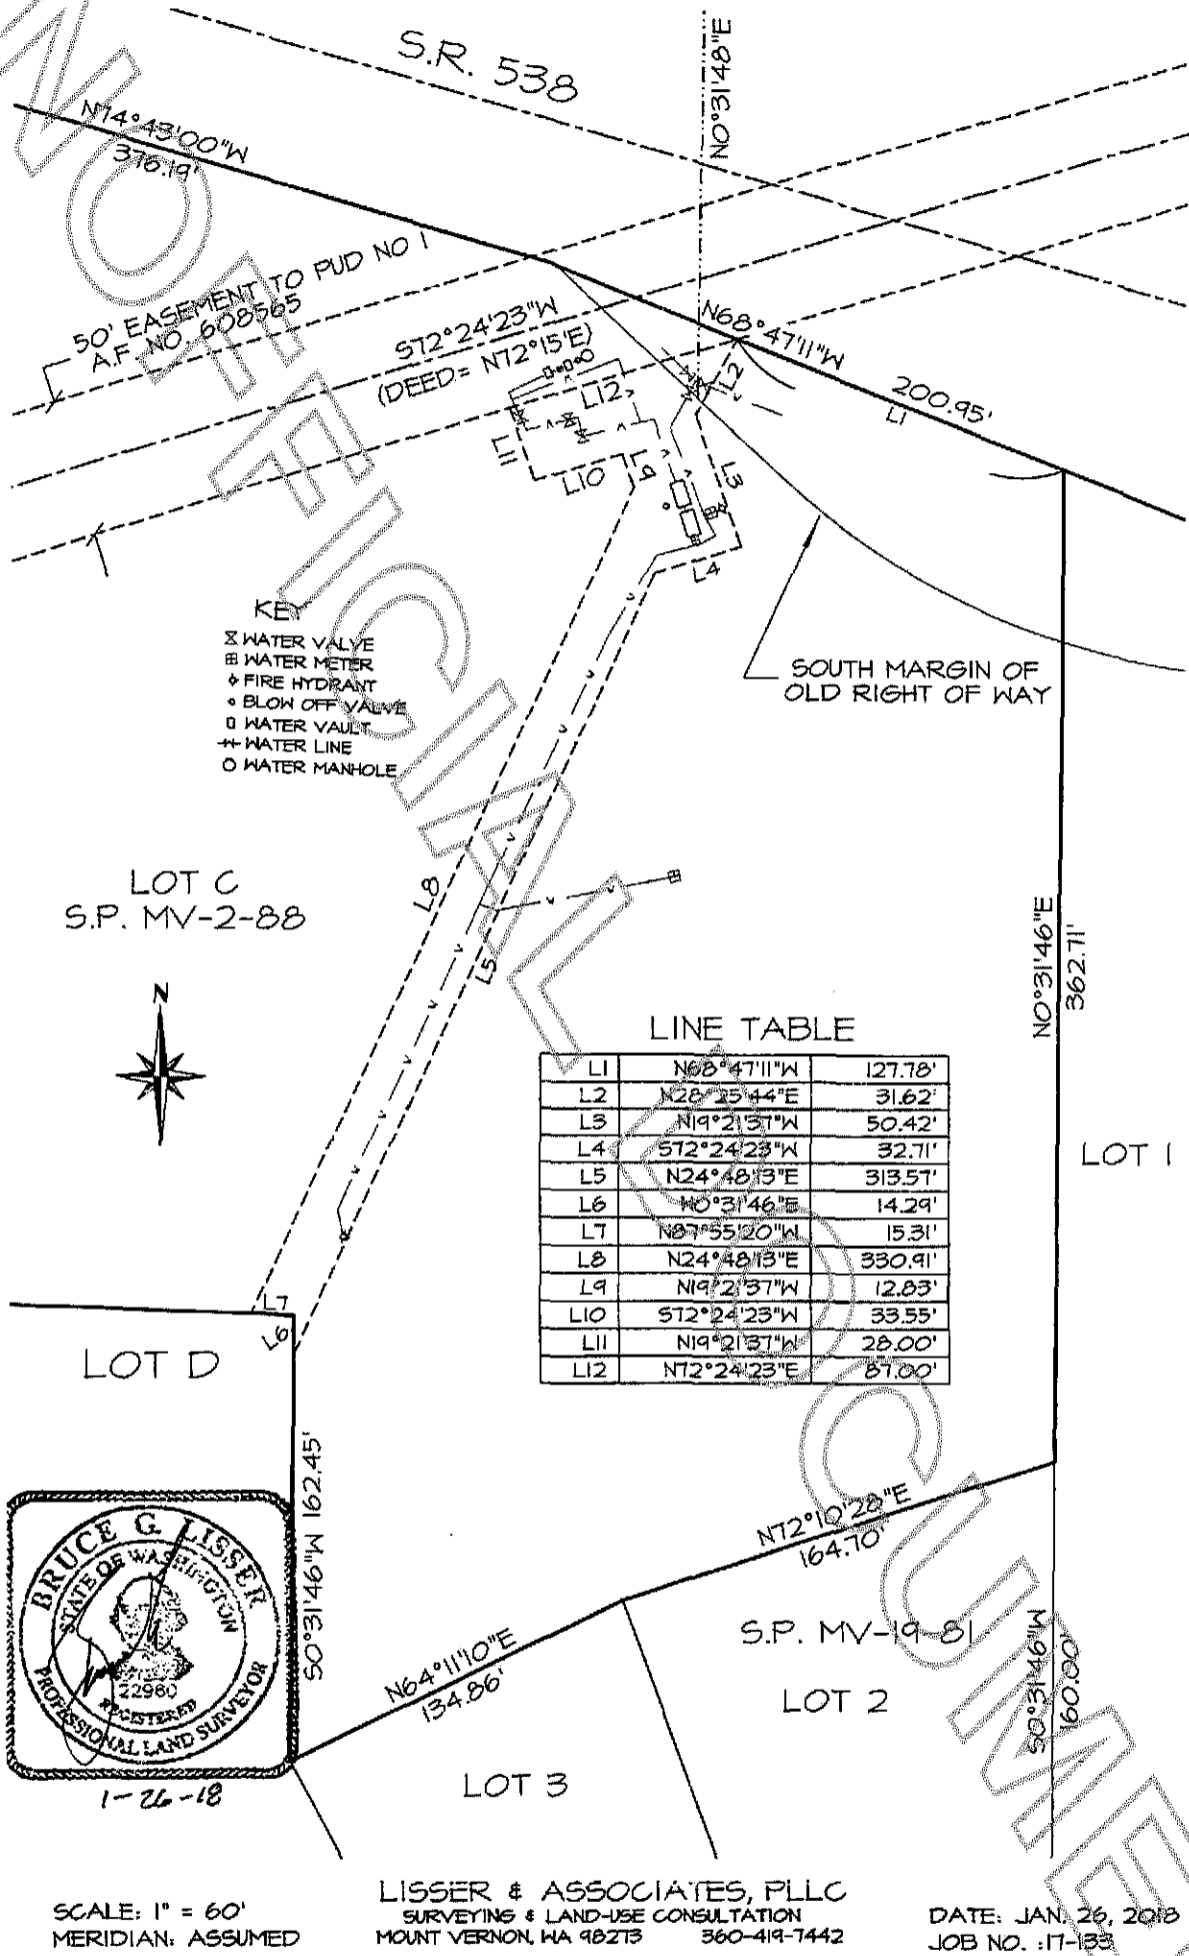 S.R. 538
N0°31'48"E
N74°43'00"W
376.19'
50' EASEMENT TO PUD NO 1
A.F. NO. 608565
S72°24'23"W
(DEED= N72°15'E)
N68°47'11"W
200.95'
L1
L2
L12
L11
L10
L9
L3
L4
KEY
WATER VALVE
WATER METER
FIRE HYDRANT
BLOW OFF VALVE
WATER VAULT
WATER LINE
WATER MANHOLE
SOUTH MARGIN OF
OLD RIGHT OF WAY
LOT C
S.P. MV-2-88
L8
L5
N
N0°31'46"E
362.71'
LINE TABLE
L1 N68°47'11"W 127.78'
L2 N28°25'44"E 31.62'
L3 N19°21'37"W 50.42'
L4 S72°24'23"W 32.71'
L5 N24°48'13"E 313.57'
L6 N0°31'46"E 14.29'
L7 N87°55'20"W 15.31'
L8 N24°48'13"E 330.91'
L9 N19°21'37"W 12.83'
L10 S72°24'23"W 33.55'
L11 N19°21'37"W 28.00'
L12 N72°24'23"E 87.00'
LOT 1
L7
L6
LOT D
S0°31'46"W 162.45'
BRUCE G. LISSER
STATE OF WASHINGTON
22960
REGISTERED
PROFESSIONAL LAND SURVEYOR
1-26-18
N72°10'28"E
164.70'
N64°11'10"E
134.86'
S.P. MV-19-81
LOT 2
S0°31'46"W
160.00'
LOT 3
SCALE: 1" = 60'
MERIDIAN: ASSUMED
LISSER & ASSOCIATES, PLLC
SURVEYING & LAND-USE CONSULTATION
MOUNT VERNON, WA 98273 360-419-7442
DATE: JAN. 26, 2018
JOB NO. :17-133
UNOFFICIAL DOCUME